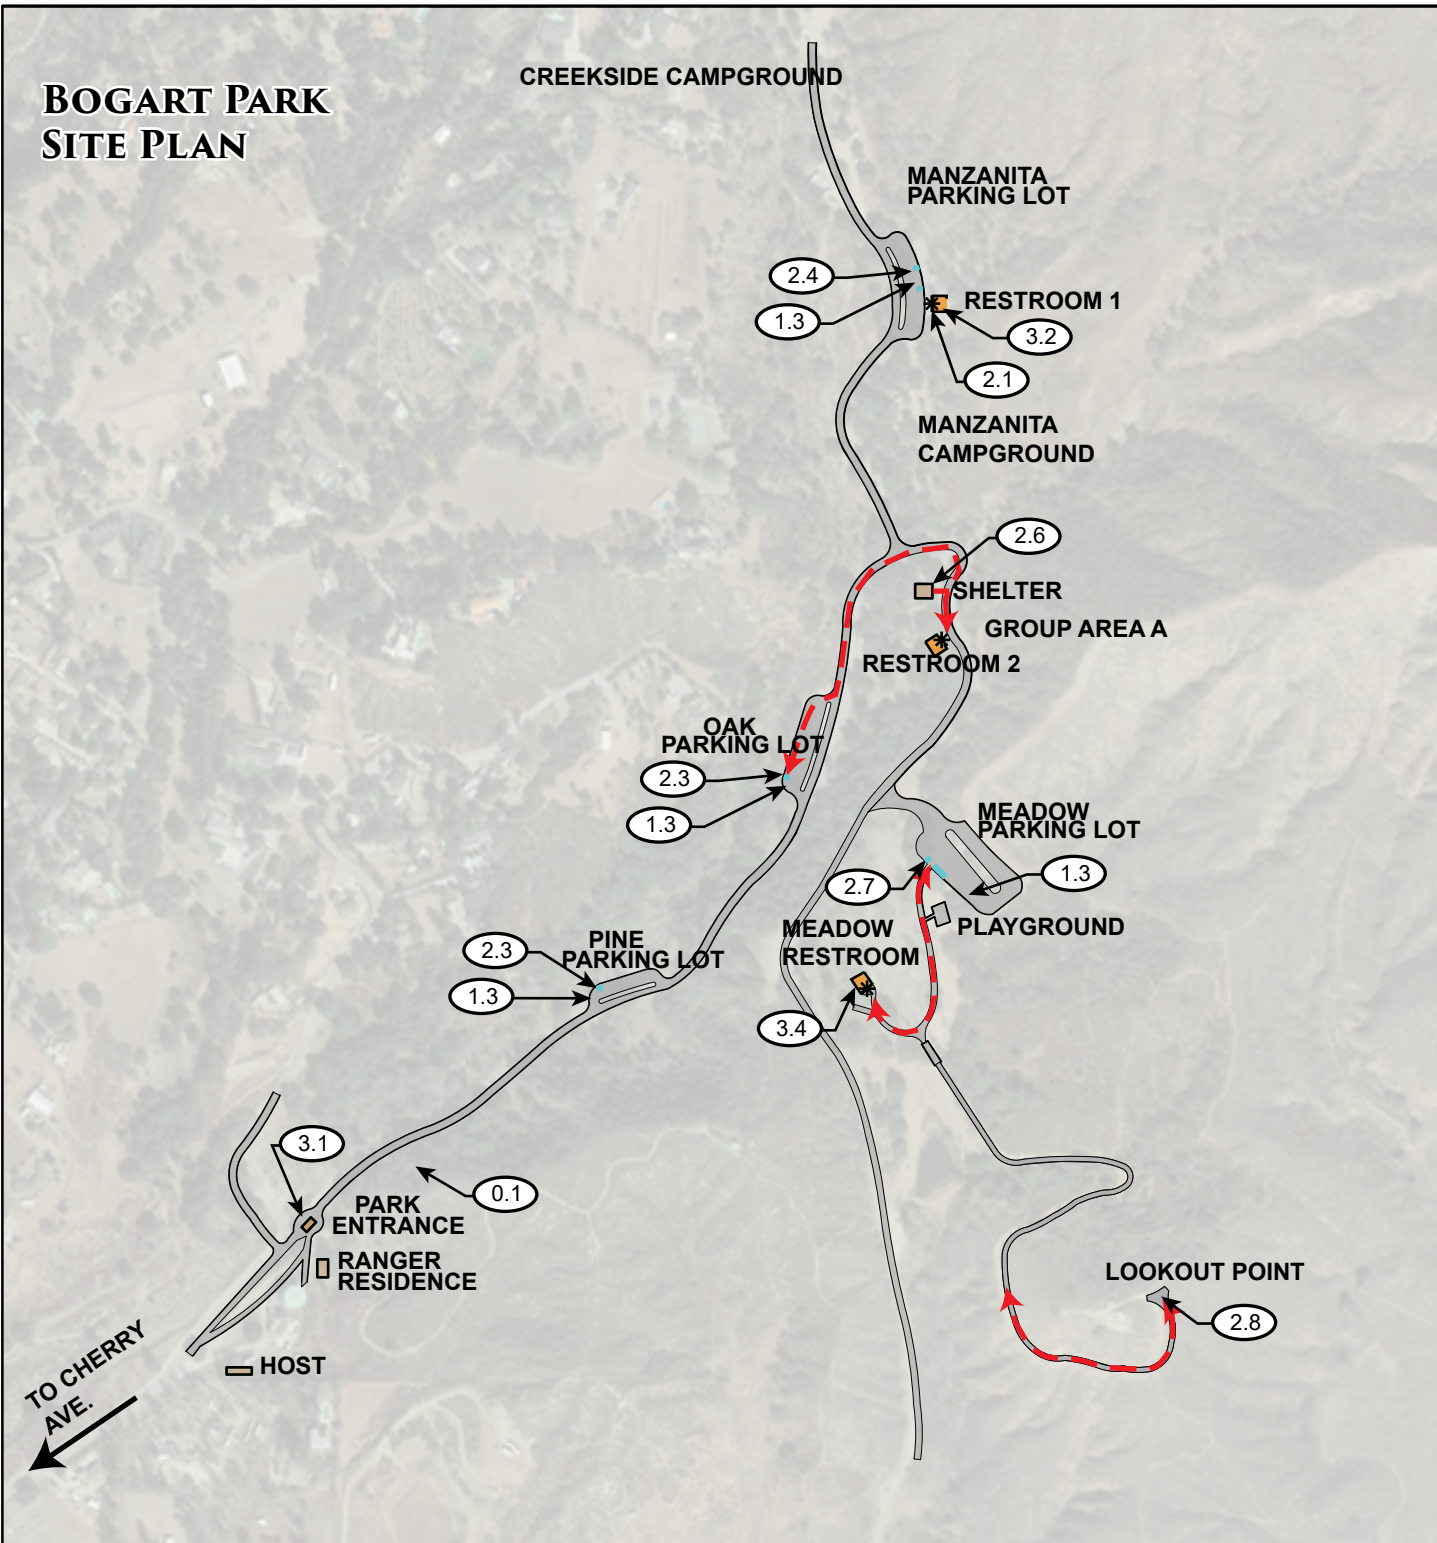 BOGART PARK
SITE PLAN
CREEKSIDE CAMPGROUND
MANZANITA
PARKING LOT
2.4
1.3
RESTROOM 1
3.2
2.1
MANZANITA
CAMPGROUND
2.6
SHELTER
GROUP AREA A
RESTROOM 2
OAK
PARKING LOT
2.3
1.3
MEADOW
PARKING LOT
1.3
2.7
PLAYGROUND
MEADOW
RESTROOM
3.4
PINE
PARKING LOT
2.3
1.3
3.1
0.1
PARK
ENTRANCE
RANGER
RESIDENCE
LOOKOUT POINT
2.8
HOST
TO CHERRY
AVE.